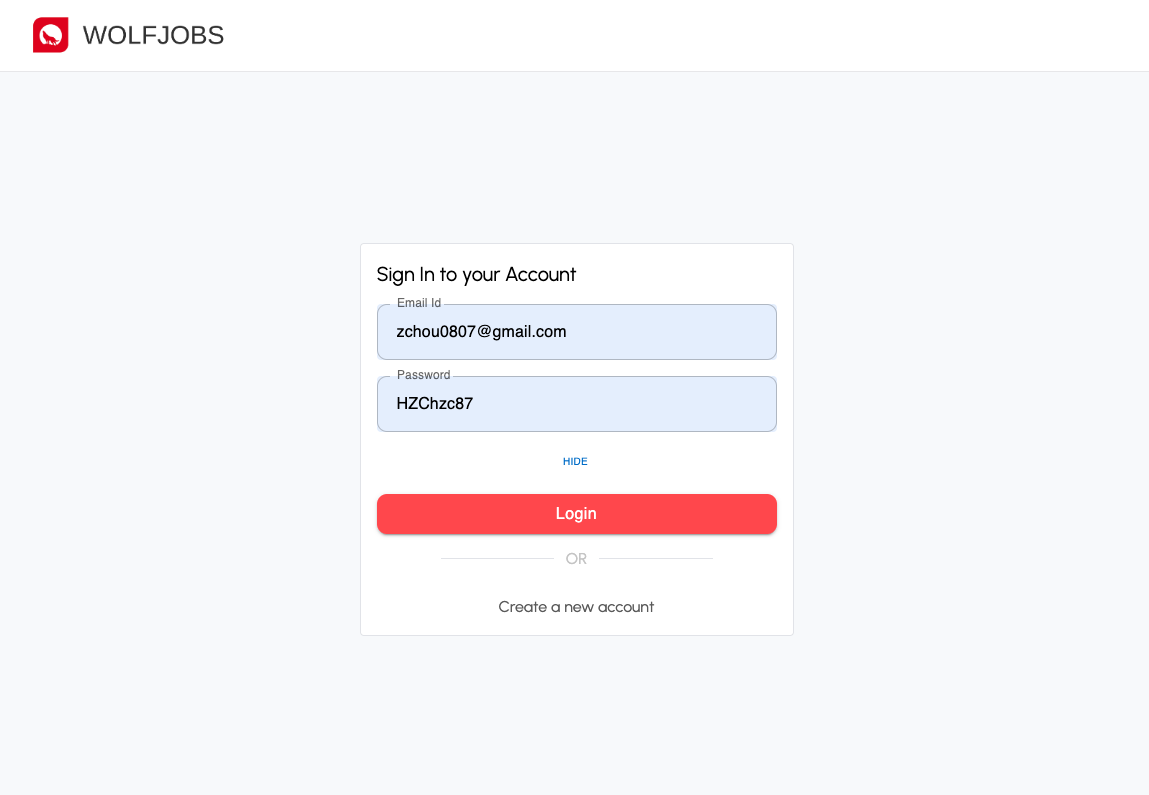 WOLFJOBS
Sign In to your Account
Email Id
zchou0807@gmail.com
Password
HZChzc87
HIDE
Login
OR
Create a new account